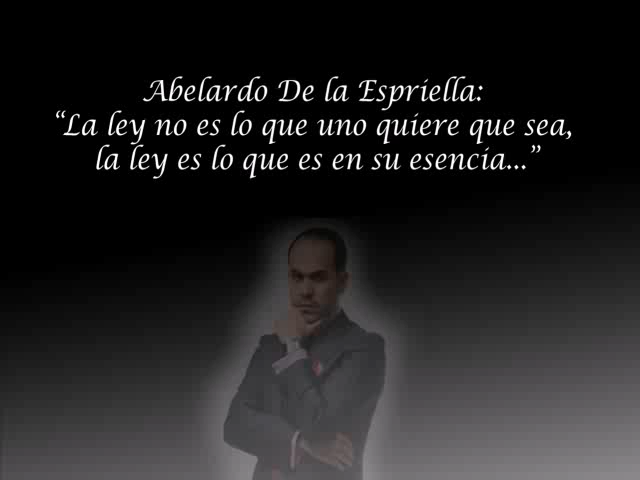 Abelardo De la Espriella:
“La ley no es lo que uno quiere que sea,
la ley es lo que es en su esencia...”